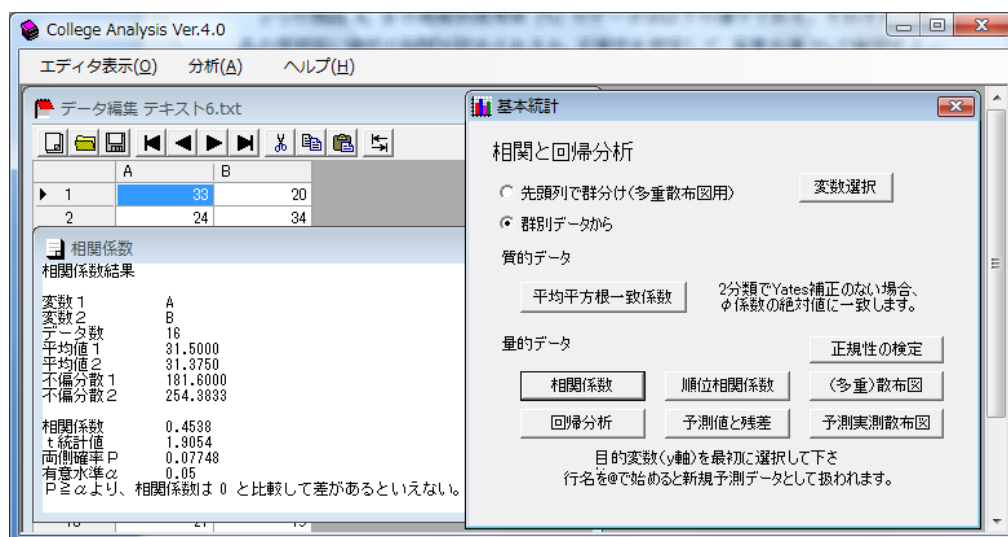 College Analysis Ver.4.0
エディタ表示(O) 分析(A) ヘルプ(H)
データ編集 テキスト6.txt
A B
1 33 20
2 24 34
相関係数
相関係数結果
変数1 A
変数2 B
データ数 16
平均値1 31.5000
平均値2 31.3750
不偏分散1 181.6000
不偏分散2 254.3833
相関係数 0.4538
t統計値 1.9054
両側確率P 0.07748
有意水準α 0.05
P≧αより、相関係数は 0 と比較して差があるといえない。
基本統計
相関と回帰分析
先頭列で群分け(多重散布図用)
変数選択
群別データから
質的データ
平均平方根一致係数
2分類でYates補正のない場合、
φ係数の絶対値に一致します。
量的データ
正規性の検定
相関係数 順位相関係数 (多重)散布図
回帰分析 予測値と残差 予測実測散布図
目的変数(y軸)を最初に選択して下さ
行名を@で始めると新規予測データとして扱われます。